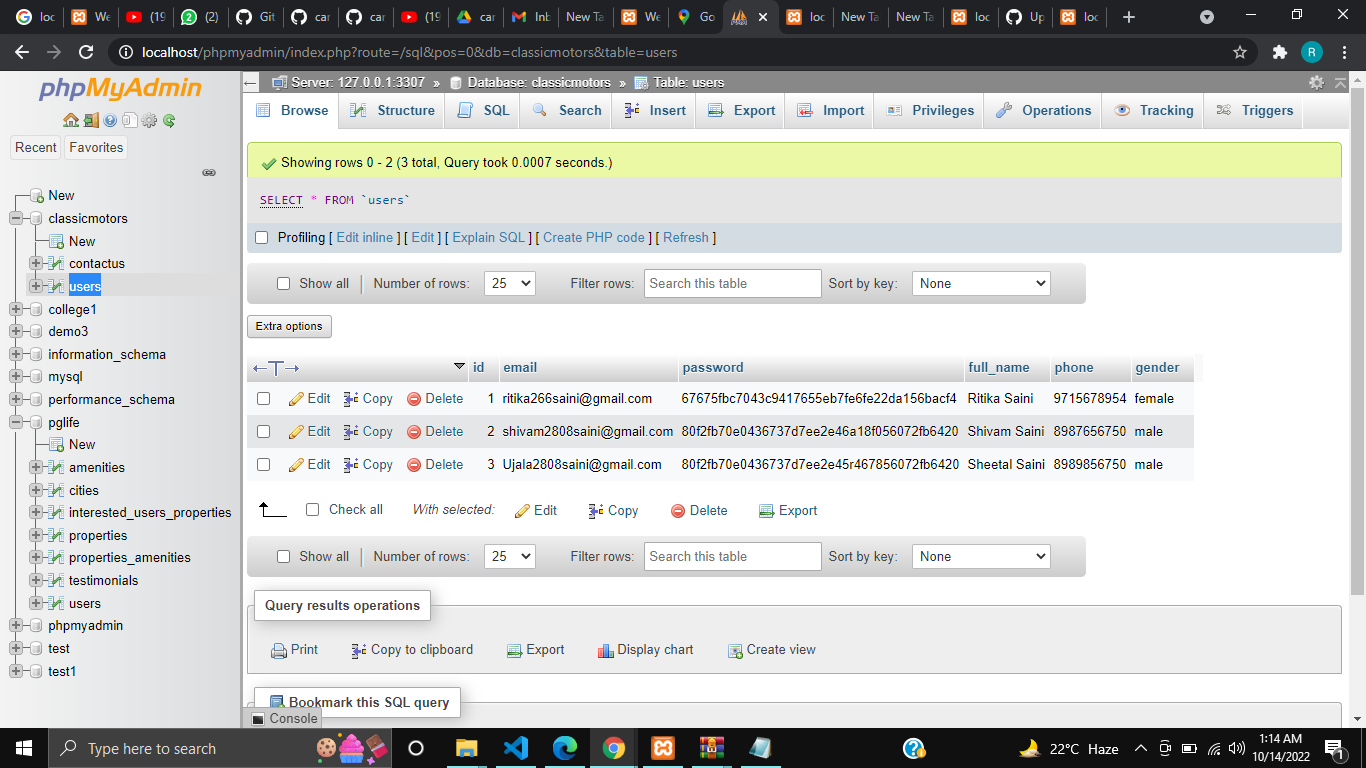 loc
We
(19
(2)
Git
car
car
(19
car
Inb
New Ta
We
Go
loc
New Ta
New Ta
loc
Up
loc
localhost/phpmyadmin/index.php?route=/sql&pos=0&db=classicmotors&table=users
R
phpMyAdmin
Recent
Favorites
New
classicmotors
New
contactus
users
college1
demo3
information_schema
mysql
performance_schema
pglife
New
amenities
cities
interested_users_properties
properties
properties_amenities
testimonials
users
phpmyadmin
test
test1
Server: 127.0.0.1:3307 » Database: classicmotors » Table: users
Browse Structure SQL Search Insert Export Import Privileges Operations Tracking Triggers
Showing rows 0 - 2 (3 total, Query took 0.0007 seconds.)
SELECT * FROM `users`
Profiling [ Edit inline ] [ Edit ] [ Explain SQL ] [ Create PHP code ] [ Refresh ]
Show all Number of rows: 25 Filter rows: Search this table Sort by key: None
Extra options
id email password full_name phone gender
Edit Copy Delete 1 ritika266saini@gmail.com 67675fbc7043c9417655eb7fe6fe22da156bacf4 Ritika Saini 9715678954 female
Edit Copy Delete 2 shivam2808saini@gmail.com 80f2fb70e0436737d7ee2e46a18f056072fb6420 Shivam Saini 8987656750 male
Edit Copy Delete 3 Ujala2808saini@gmail.com 80f2fb70e0436737d7ee2e45r467856072fb6420 Sheetal Saini 8989856750 male
Check all With selected: Edit Copy Delete Export
Show all Number of rows: 25 Filter rows: Search this table Sort by key: None
Query results operations
Print Copy to clipboard Export Display chart Create view
Bookmark this SQL query
Console
Type here to search
22°C Haze
1:14 AM
10/14/2022
1